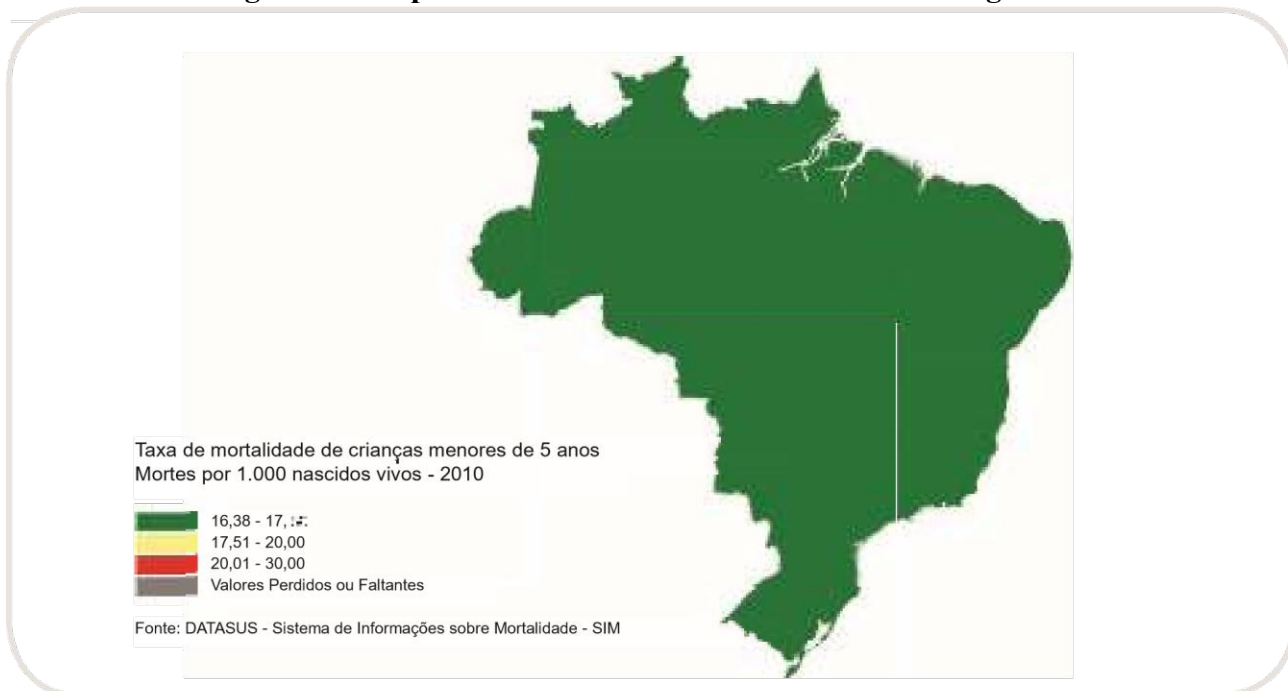 Taxa de mortalidade de crianças menores de 5 anos
Mortes por 1.000 nascidos vivos - 2010
16,38 - 17,
17,51 - 20,00
20,01 - 30,00
Valores Perdidos ou Faltantes
Fonte: DATASUS - Sistema de Informações sobre Mortalidade - SIM